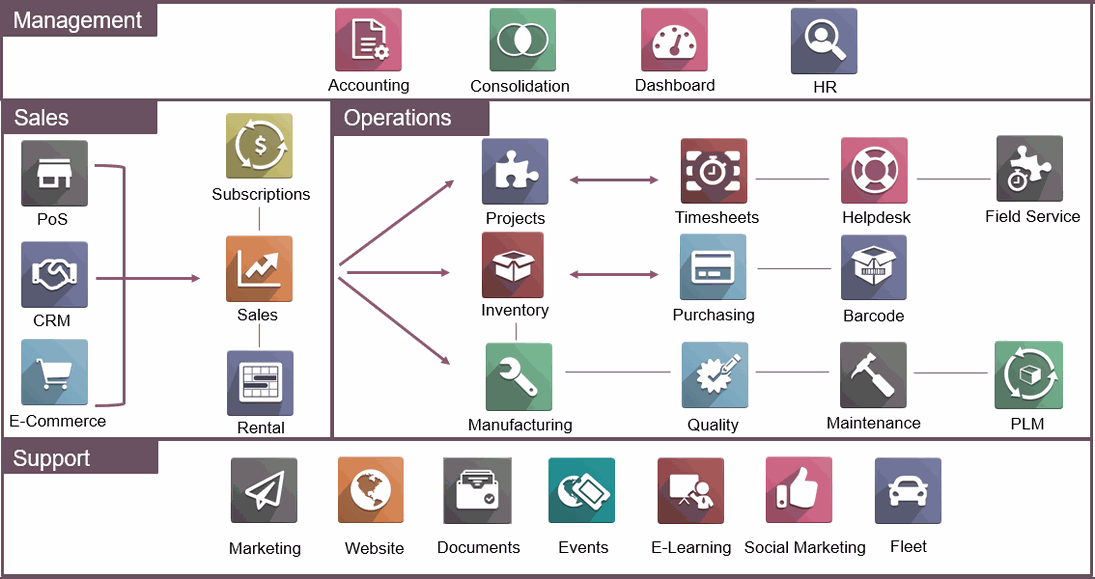 Management
Accounting
Consolidation
Dashboard
HR
Sales
PoS
CRM
E-Commerce
$
Subscriptions
Sales
Rental
Operations
Projects
Timesheets
Helpdesk
Field Service
Inventory
Purchasing
Barcode
Manufacturing
Quality
Maintenance
PLM
Support
Marketing
Website
Documents
Events
E-Learning
Social Marketing
Fleet